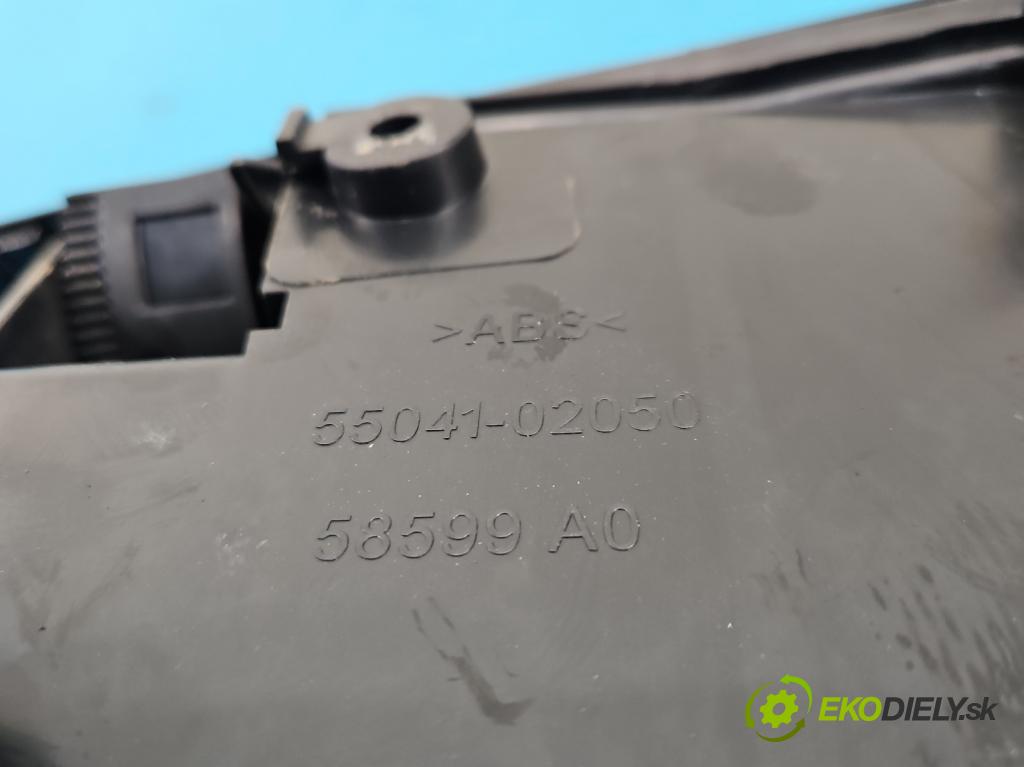 >ABS<
55041-02050
58599 A0
EKODIELY.sk